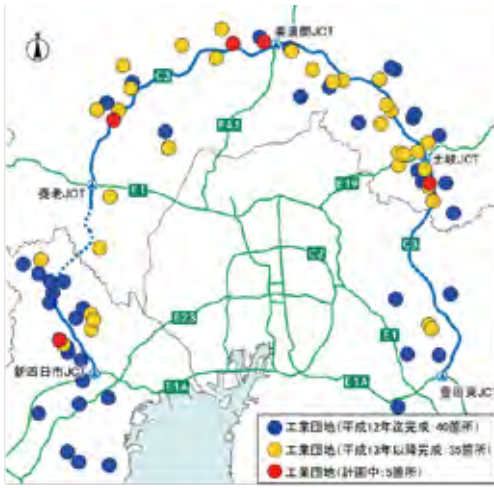 美濃関JCT
C3
E41
土岐JCT
養老JCT
E1
E19
C2
C3
E23
E1
新四日市JCT
E1A
E1A
豊田東JCT
工業団地(平成12年迄完成:40箇所)
工業団地(平成13年以降完成:35箇所)
工業団地(計画中:5箇所)